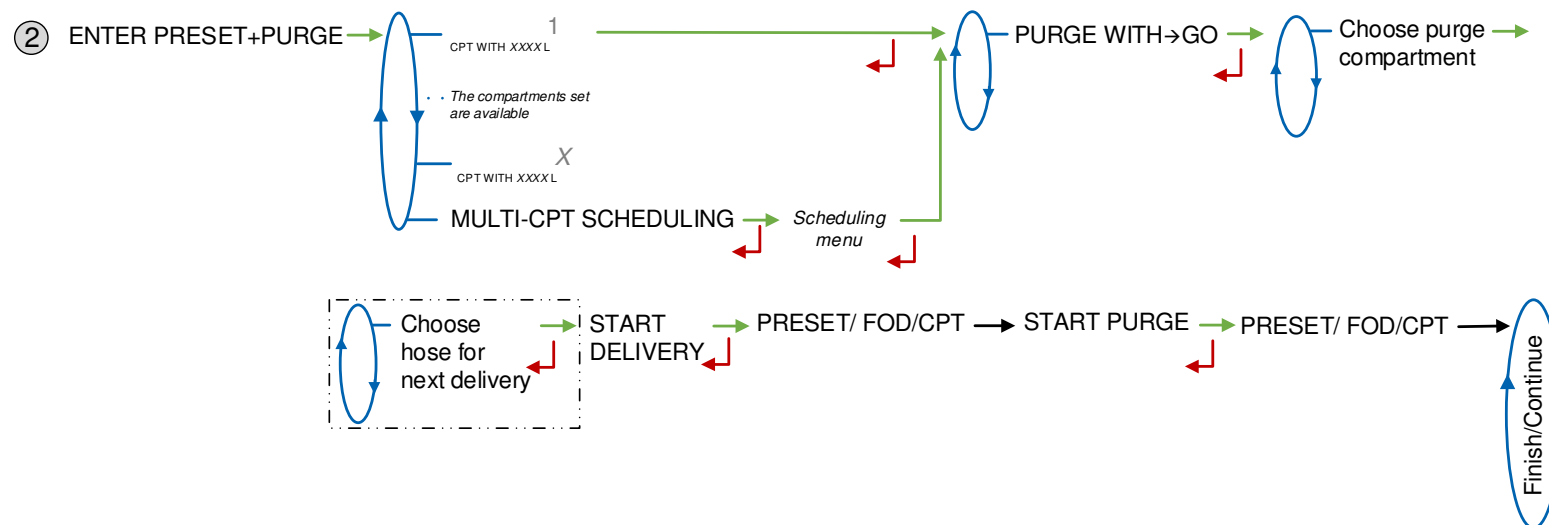 2 ENTER PRESET+PURGE
1
CPT WITH XXXX L
The compartments set
are available
X
CPT WITH XXXX L
MULTI-CPT SCHEDULING
Scheduling
menu
PURGE WITH→GO
Choose purge
compartment
Choose
hose for
next delivery
START
DELIVERY
PRESET/ FOD/CPT
START PURGE
PRESET/ FOD/CPT
Finish/Continue